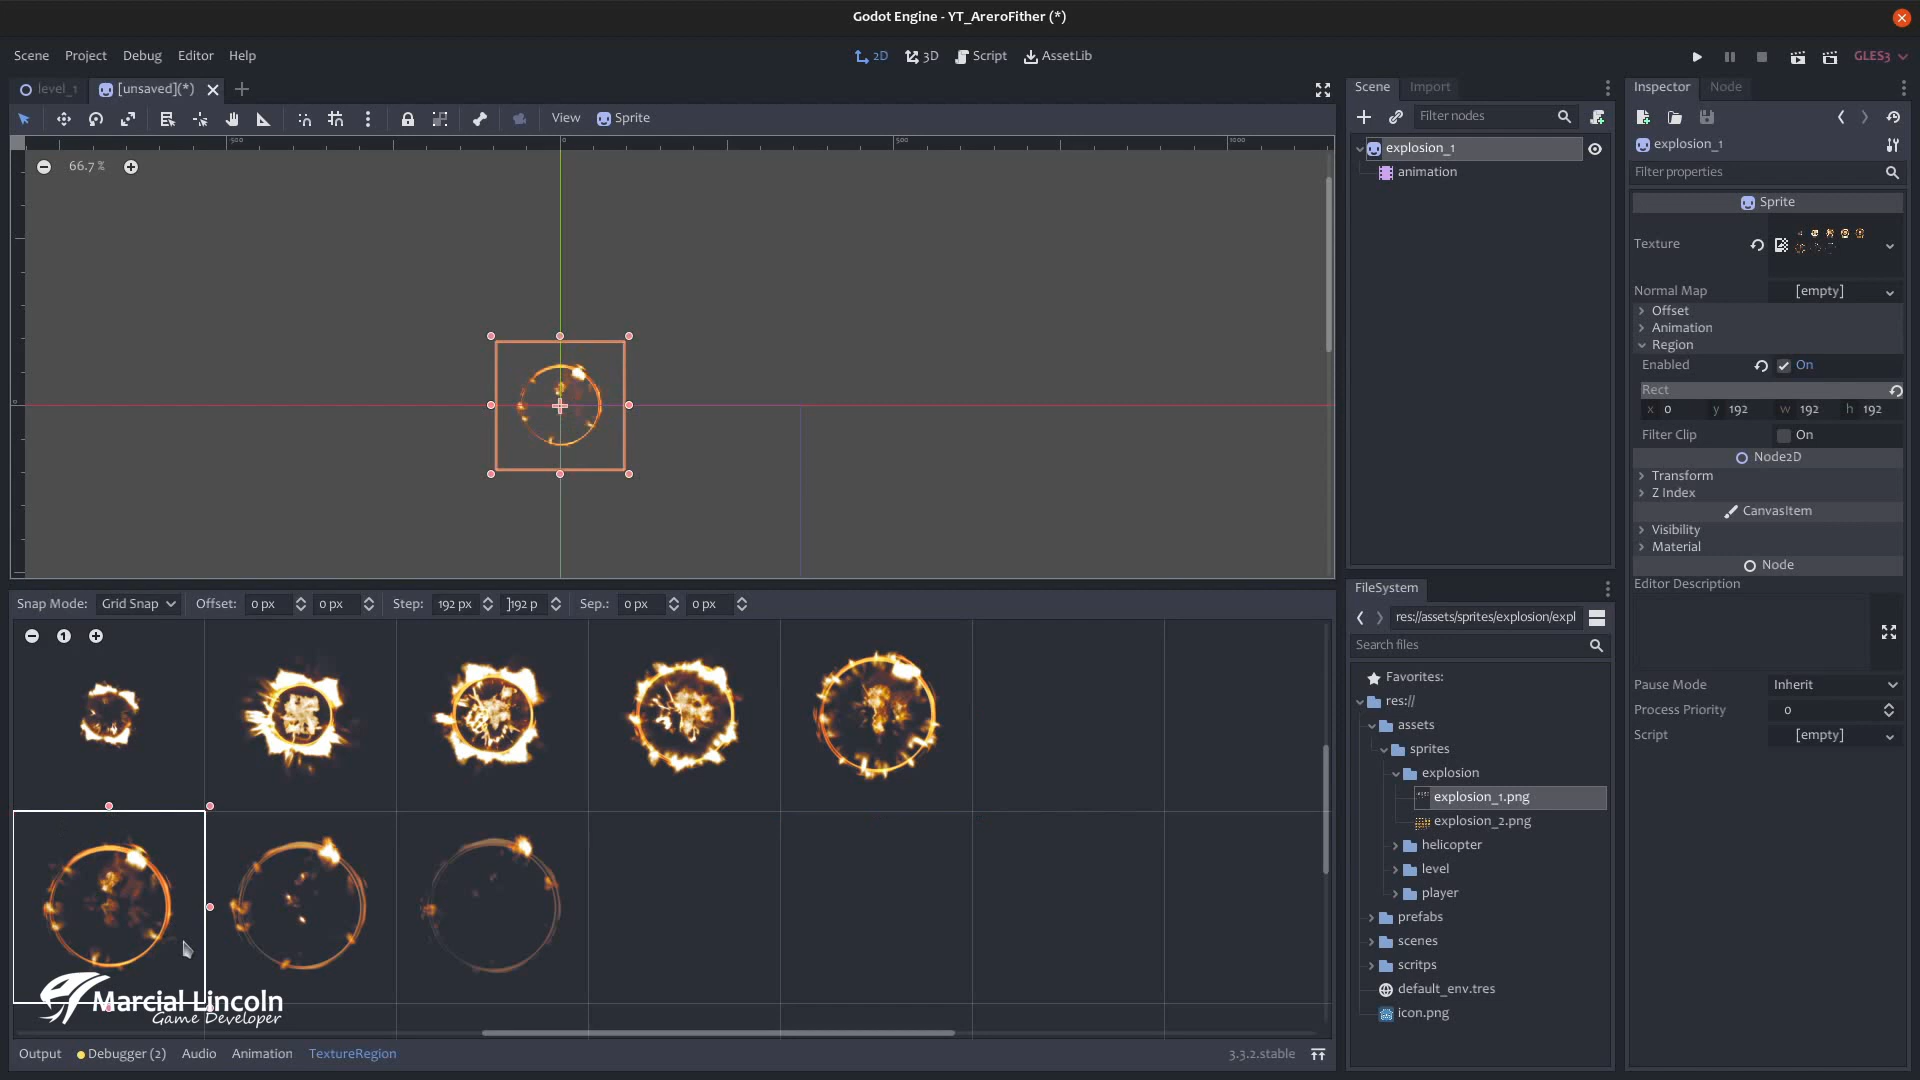 Godot Engine - YT_AreroFither (*)
Scene Project Debug Editor Help
2D 3D Script AssetLib
GLES3
level_1 [unsaved](*)
View Sprite
500 0 500 1000
66.7 %
0
Snap Mode: Grid Snap Offset: 0 px 0 px Step: 192 px ]192 p Sep.: 0 px 0 px
1
Marcial Lincoln
Game Developer
Output Debugger (2) Audio Animation TextureRegion 3.3.2.stable
Scene Import
Filter nodes
explosion_1
animation
FileSystem
res://assets/sprites/explosion/expl
Search files
Favorites:
res://
assets
sprites
explosion
explosion_1.png
explosion_2.png
helicopter
level
player
prefabs
scenes
scritps
default_env.tres
icon.png
Inspector Node
explosion_1
Filter properties
Sprite
Texture
Normal Map [empty]
Offset
Animation
Region
Enabled On
Rect
x 0 y 192 w 192 h 192
Filter Clip On
Node2D
Transform
Z Index
CanvasItem
Visibility
Material
Node
Editor Description
Pause Mode Inherit
Process Priority 0
Script [empty]